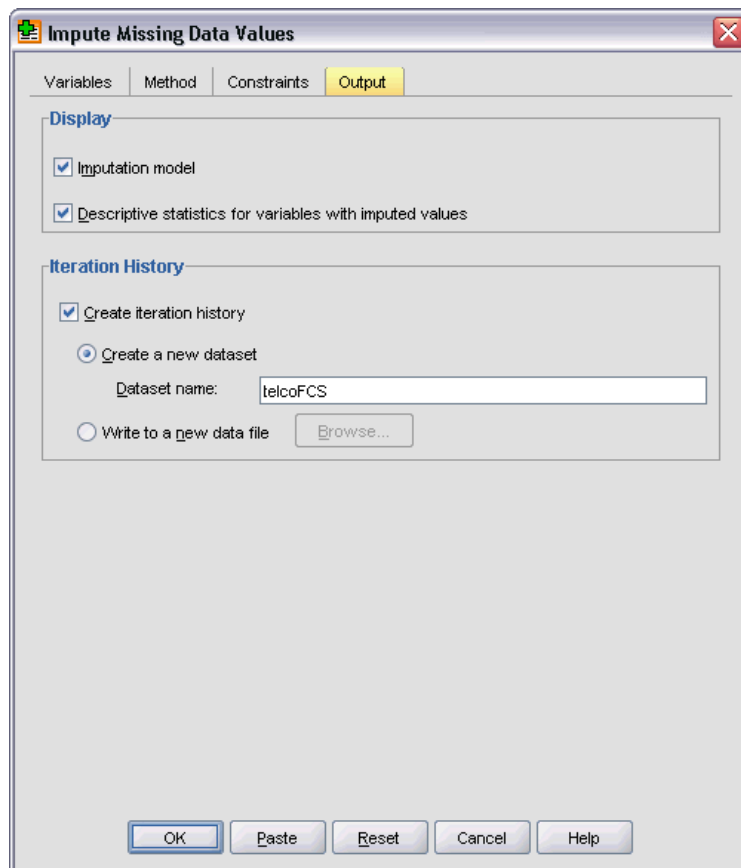 Impute Missing Data Values
Variables Method Constraints Output
Display
Imputation model
Descriptive statistics for variables with imputed values
Iteration History
Create iteration history
Create a new dataset
Dataset name: telcoFCS
Write to a new data file Browse...
OK Paste Reset Cancel Help